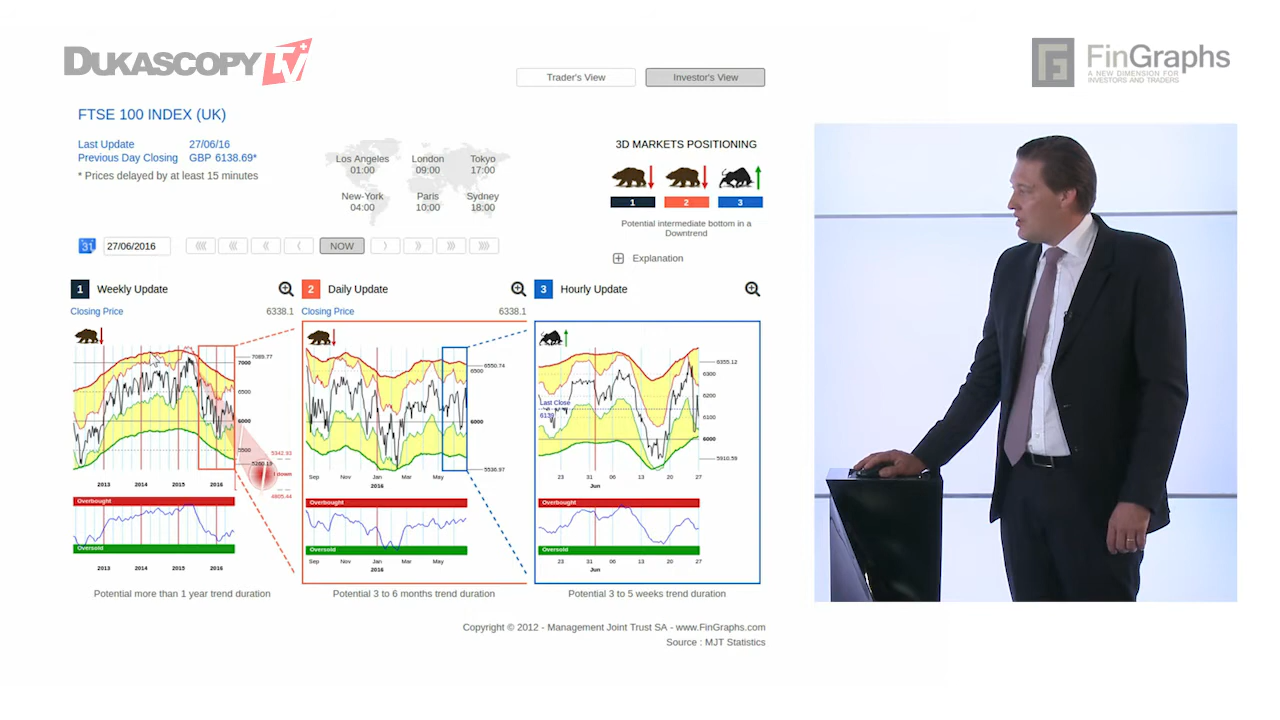 DUKASCOPY TV
FinGraphs
A NEW DIMENSION FOR
INVESTORS AND TRADERS
Trader's View
Investor's View
FTSE 100 INDEX (UK)
Last Update 27/06/16
Previous Day Closing GBP 6138.69*
* Prices delayed by at least 15 minutes
Los Angeles London Tokyo
01:00 09:00 17:00
New-York Paris Sydney
04:00 10:00 18:00
3D MARKETS POSITIONING
1 2 3
Potential intermediate bottom in a
Downtrend
Explanation
31 27/06/2016 NOW
1 Weekly Update
Closing Price 6338.1
7089.77
7000
6500
6000
5500
5342.93
down
4805.44
2013 2014 2015 2016
Overbought
Oversold
2013 2014 2015 2016
Potential more than 1 year trend duration
2 Daily Update
Closing Price 6338.1
6550.74
6500
6000
5536.97
Sep Nov Jan Mar May
2016
Overbought
Oversold
Sep Nov Jan Mar May
2016
Potential 3 to 6 months trend duration
3 Hourly Update
6355.12
6300
6200
6100
6000
5910.59
Last Close
23 31 06 13 20 27
Jun
Overbought
Oversold
23 31 06 13 20 27
Jun
Potential 3 to 5 weeks trend duration
Copyright © 2012 - Management Joint Trust SA - www.FinGraphs.com
Source : MJT Statistics